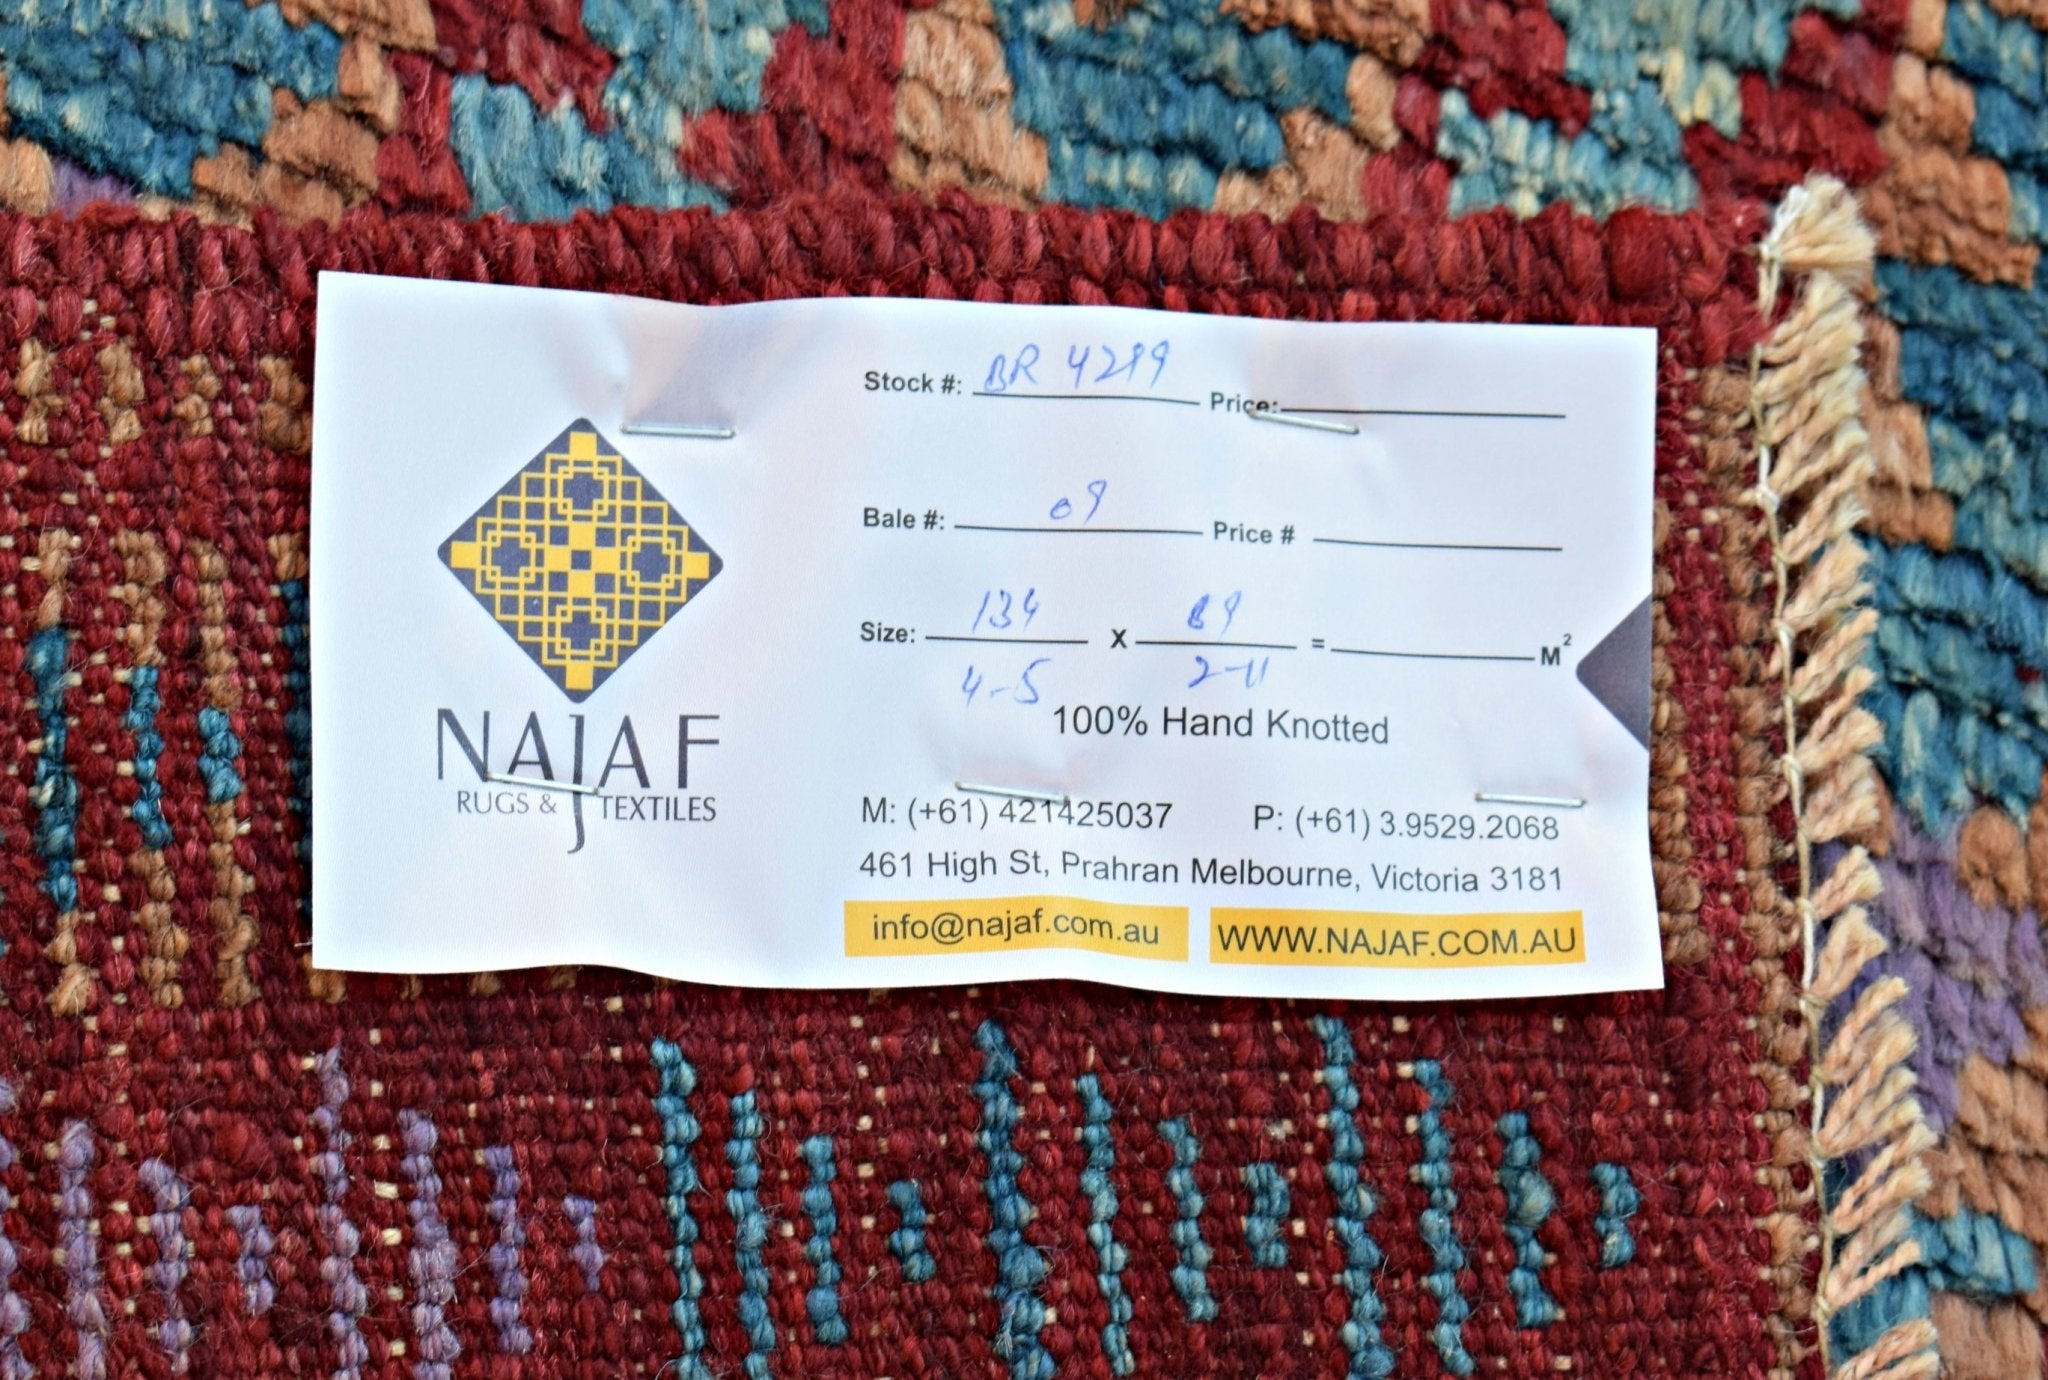 NAJAF
RUGS & TEXTILES
Stock #: BR 4299 Price:
Bale #: 09 Price #
Size: 134 X 89 = M²
4-5 2-11
100% Hand Knotted
M: (+61) 421425037 P: (+61) 3.9529.2068
461 High St, Prahran Melbourne, Victoria 3181
info@najaf.com.au WWW.NAJAF.COM.AU